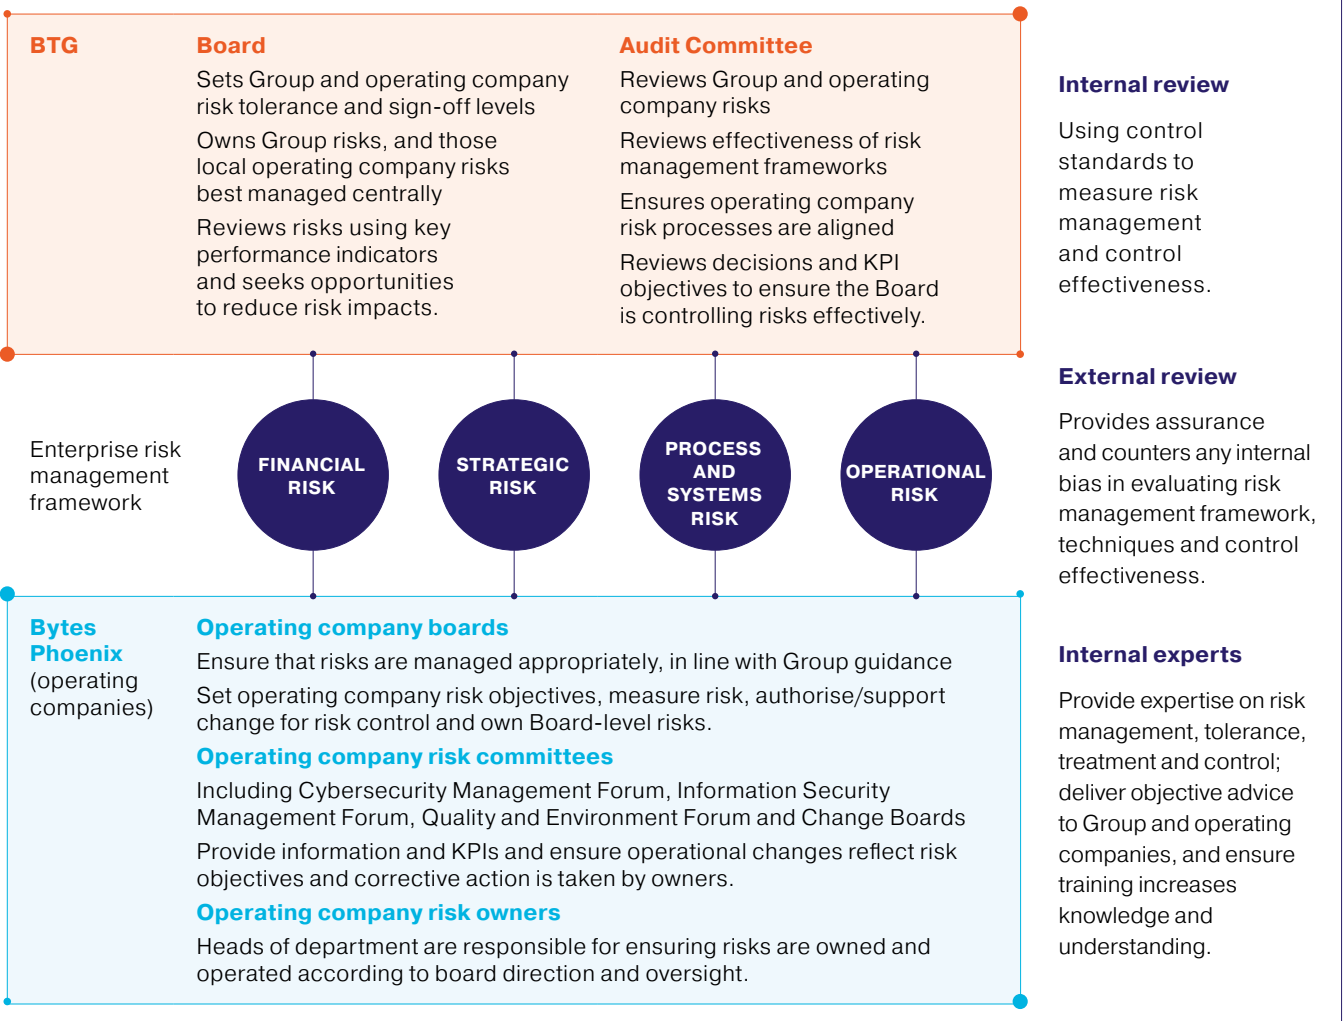 BTG
Board
Sets Group and operating company
risk tolerance and sign-off levels
Owns Group risks, and those
local operating company risks
best managed centrally
Reviews risks using key
performance indicators
and seeks opportunities
to reduce risk impacts.
Audit Committee
Reviews Group and operating
company risks
Reviews effectiveness of risk
management frameworks
Ensures operating company
risk processes are aligned
Reviews decisions and KPI
objectives to ensure the Board
is controlling risks effectively.
Enterprise risk
management
framework
FINANCIAL
RISK
STRATEGIC
RISK
PROCESS
AND
SYSTEMS
RISK
OPERATIONAL
RISK
Bytes
Phoenix
(operating
companies)
Operating company boards
Ensure that risks are managed appropriately, in line with Group guidance
Set operating company risk objectives, measure risk, authorise/support
change for risk control and own Board-level risks.
Operating company risk committees
Including Cybersecurity Management Forum, Information Security
Management Forum, Quality and Environment Forum and Change Boards
Provide information and KPIs and ensure operational changes reflect risk
objectives and corrective action is taken by owners.
Operating company risk owners
Heads of department are responsible for ensuring risks are owned and
operated according to board direction and oversight.
Internal review
Using control
standards to
measure risk
management
and control
effectiveness.
External review
Provides assurance
and counters any internal
bias in evaluating risk
management framework,
techniques and control
effectiveness.
Internal experts
Provide expertise on risk
management, tolerance,
treatment and control;
deliver objective advice
to Group and operating
companies, and ensure
training increases
knowledge and
understanding.